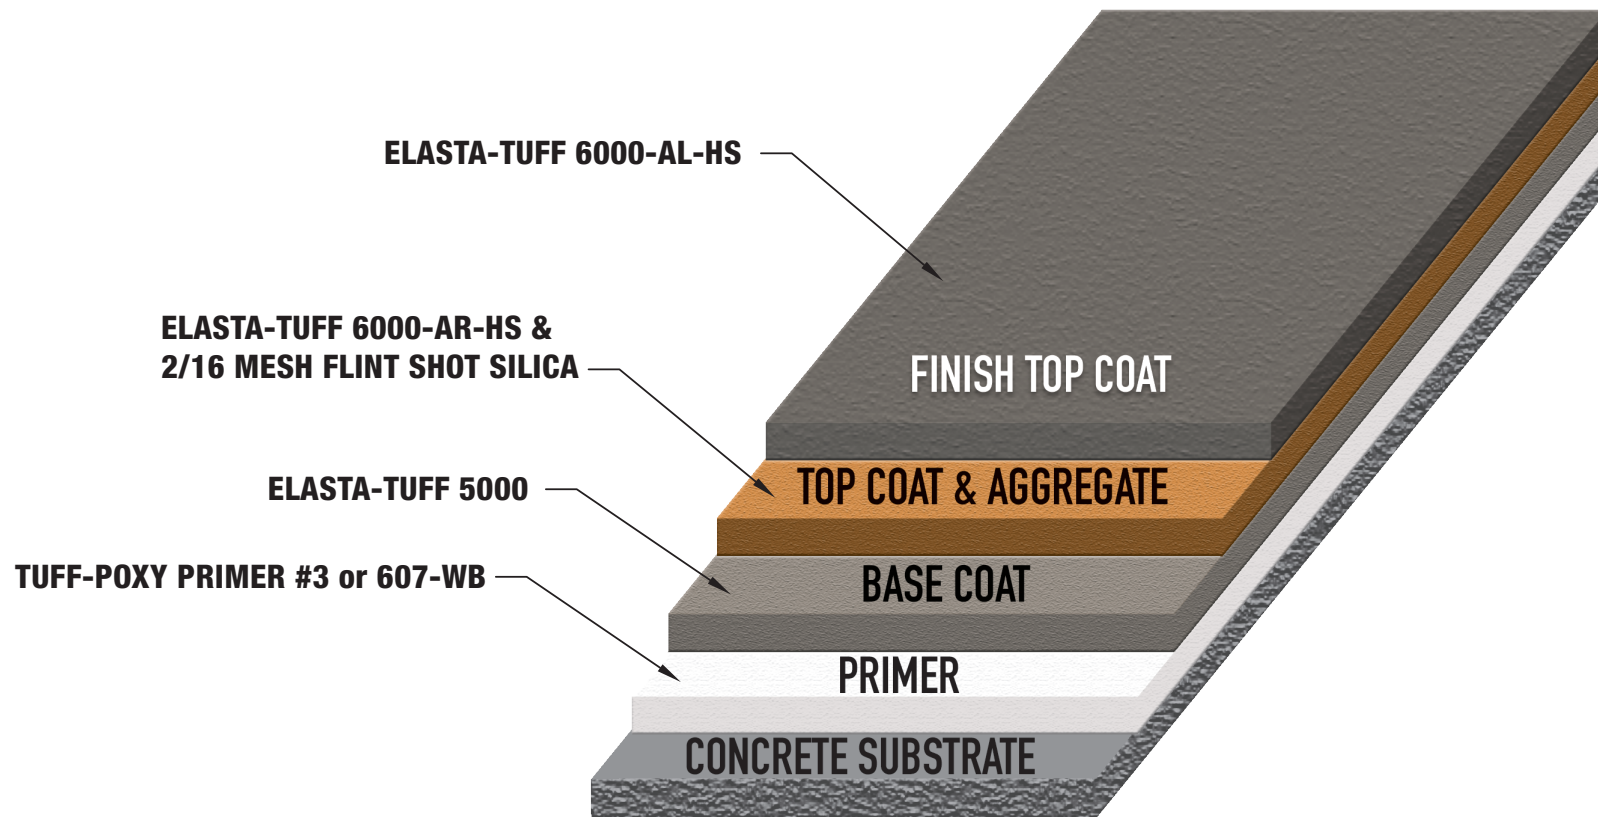 ELASTA-TUFF 6000-AL-HS
ELASTA-TUFF 6000-AR-HS &
2/16 MESH FLINT SHOT SILICA
FINISH TOP COAT
TOP COAT & AGGREGATE
ELASTA-TUFF 5000
TUFF-POXY PRIMER #3 or 607-WB
BASE COAT
PRIMER
CONCRETE SUBSTRATE